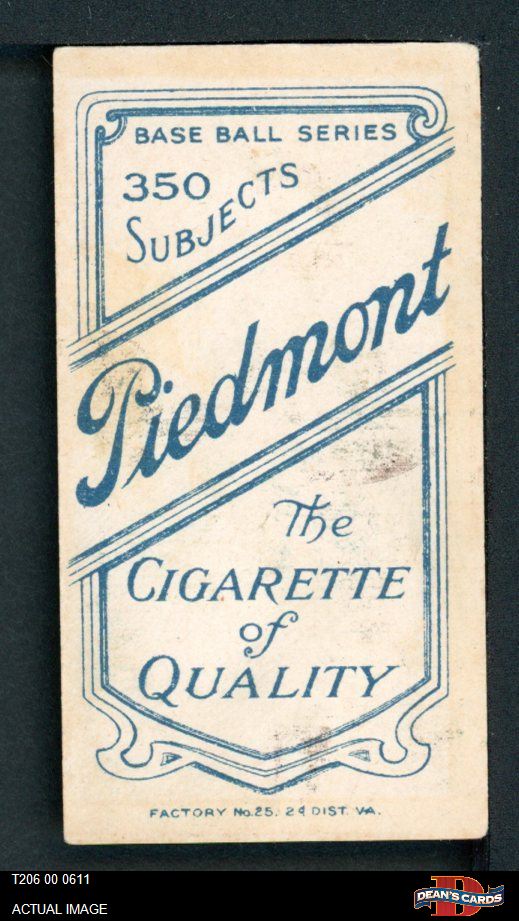 BASE BALL SERIES
350
SUBJECTS
Piedmont
The
CIGARETTE
of
QUALITY
FACTORY No. 25, 2d DIST. VA.
T206 00 0611
ACTUAL IMAGE
D
DEAN'S CARDS